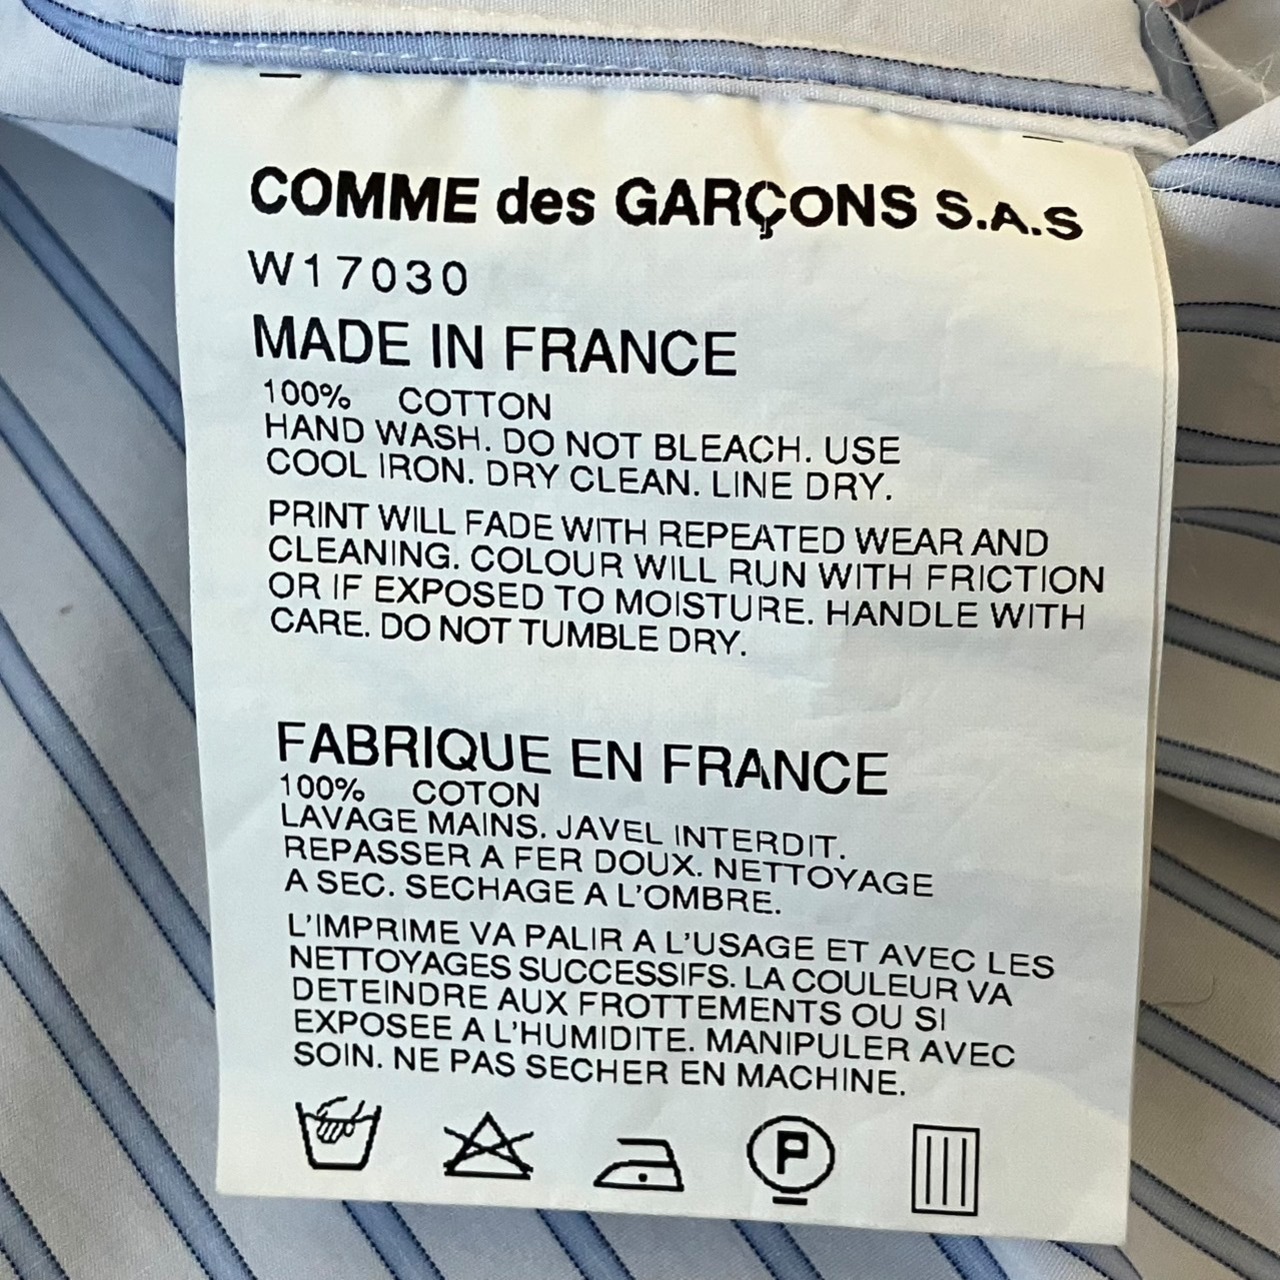 COMME des GARÇONS S.A.S
W17030
MADE IN FRANCE
100% COTTON
HAND WASH. DO NOT BLEACH. USE
COOL IRON. DRY CLEAN. LINE DRY.
PRINT WILL FADE WITH REPEATED WEAR AND
CLEANING. COLOUR WILL RUN WITH FRICTION
OR IF EXPOSED TO MOISTURE. HANDLE WITH
CARE. DO NOT TUMBLE DRY.
FABRIQUE EN FRANCE
100% COTON
LAVAGE MAINS. JAVEL INTERDIT.
REPASSER A FER DOUX. NETTOYAGE
A SEC. SECHAGE A L'OMBRE.
L'IMPRIME VA PALIR A L'USAGE ET AVEC LES
NETTOYAGES SUCCESSIFS. LA COULEUR VA
DETEINDRE AUX FROTTEMENTS OU SI
EXPOSEE A L'HUMIDITE. MANIPULER AVEC
SOIN. NE PAS SECHER EN MACHINE.
P